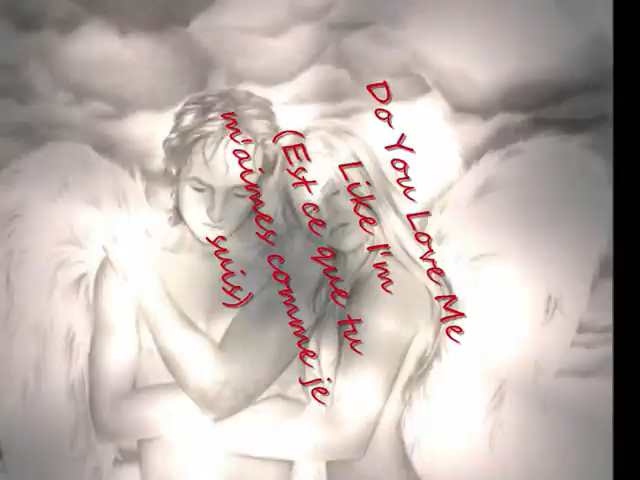 Do You Love Me
Like I'm
(Est ce que tu
m'aimes comme je
suis)